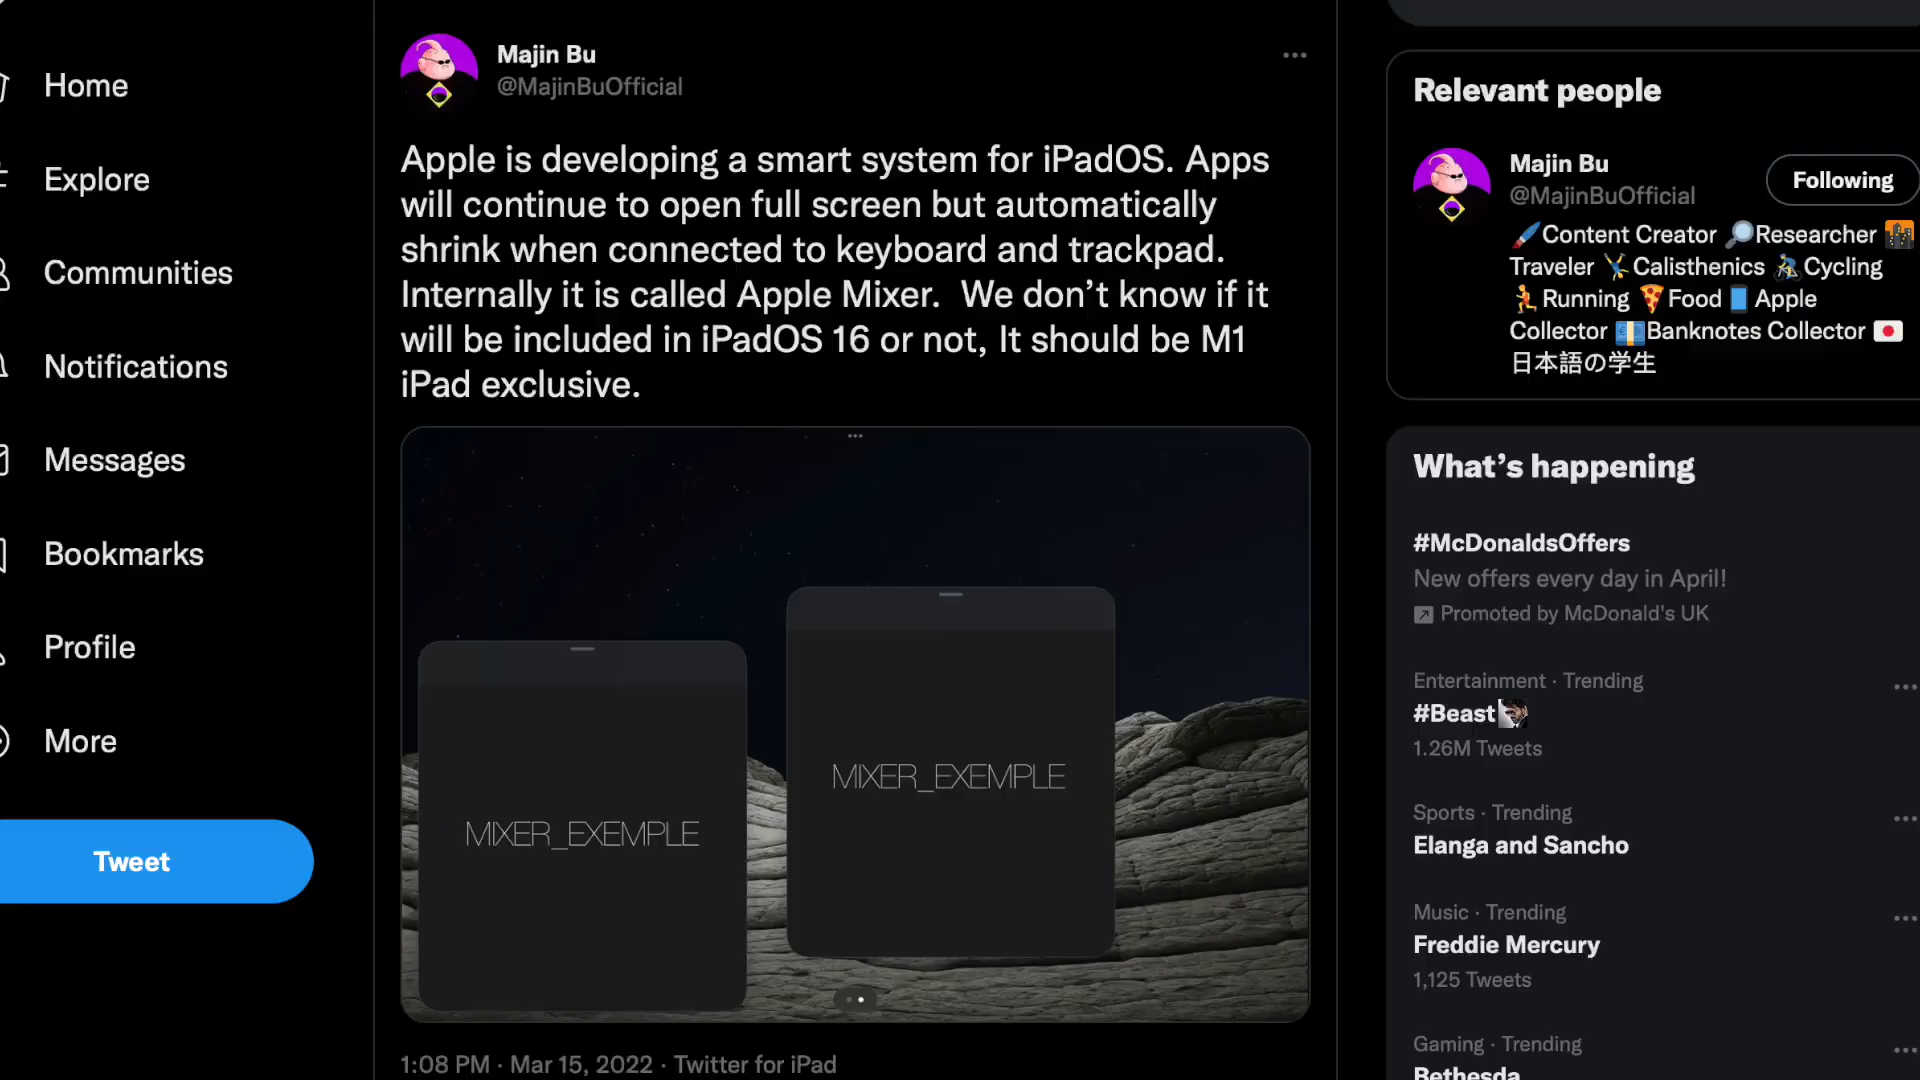 Home
Explore
Communities
Notifications
Messages
Bookmarks
Profile
More
Tweet
Majin Bu
@MajinBuOfficial
Apple is developing a smart system for iPadOS. Apps
will continue to open full screen but automatically
shrink when connected to keyboard and trackpad.
Internally it is called Apple Mixer.  We don’t know if it
will be included in iPadOS 16 or not, It should be M1
iPad exclusive.
MIXER_EXEMPLE
MIXER_EXEMPLE
1:08 PM · Mar 15, 2022 · Twitter for iPad
Relevant people
Majin Bu
@MajinBuOfficial
Following
🖌️Content Creator 🔎Researcher 🌆
Traveler 🤸Calisthenics 🚴Cycling
🏃Running 🍕Food 📱Apple
Collector 💶Banknotes Collector 🇯🇵
日本語の学生
What’s happening
#McDonaldsOffers
New offers every day in April!
Promoted by McDonald's UK
Entertainment · Trending
#Beast
1.26M Tweets
Sports · Trending
Elanga and Sancho
Music · Trending
Freddie Mercury
1,125 Tweets
Gaming · Trending
Bethesda